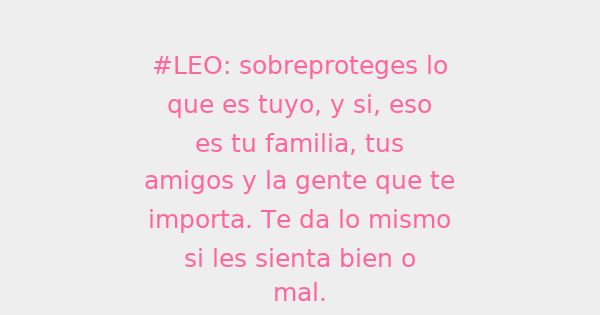 #LEO: sobreproteges lo
que es tuyo, y si, eso
es tu familia, tus
amigos y la gente que te
importa. Te da lo mismo
si les sienta bien o
mal.